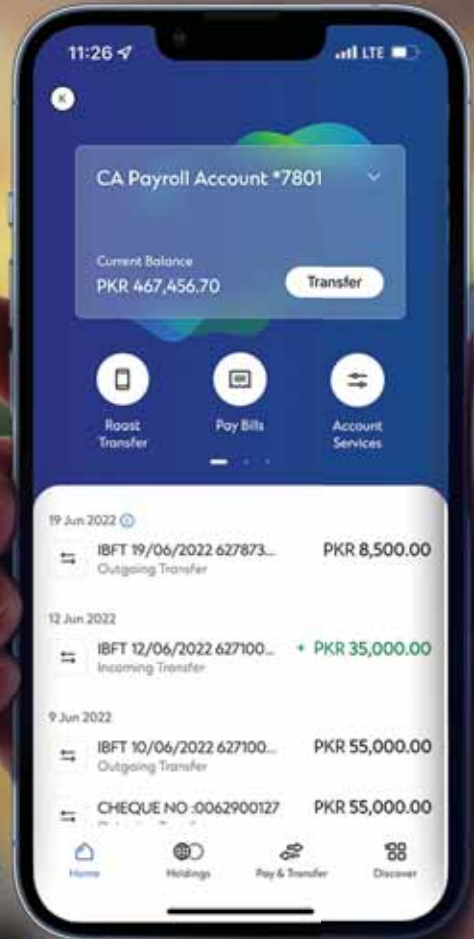 11:26
LTE
K
CA Payroll Account *7801
Current Balance
PKR 467,456.70
Transfer
Raast
Transfer
Pay Bills
Account
Services
19 Jun 2022
IBFT 19/06/2022 627873...
PKR 8,500.00
Outgoing Transfer
12 Jun 2022
IBFT 12/06/2022 627100...
+ PKR 35,000.00
Incoming Transfer
9 Jun 2022
IBFT 10/06/2022 627100...
PKR 55,000.00
Outgoing Transfer
CHEQUE NO :0062900127
PKR 55,000.00
Home
Holdings
Pay & Transfer
Discover